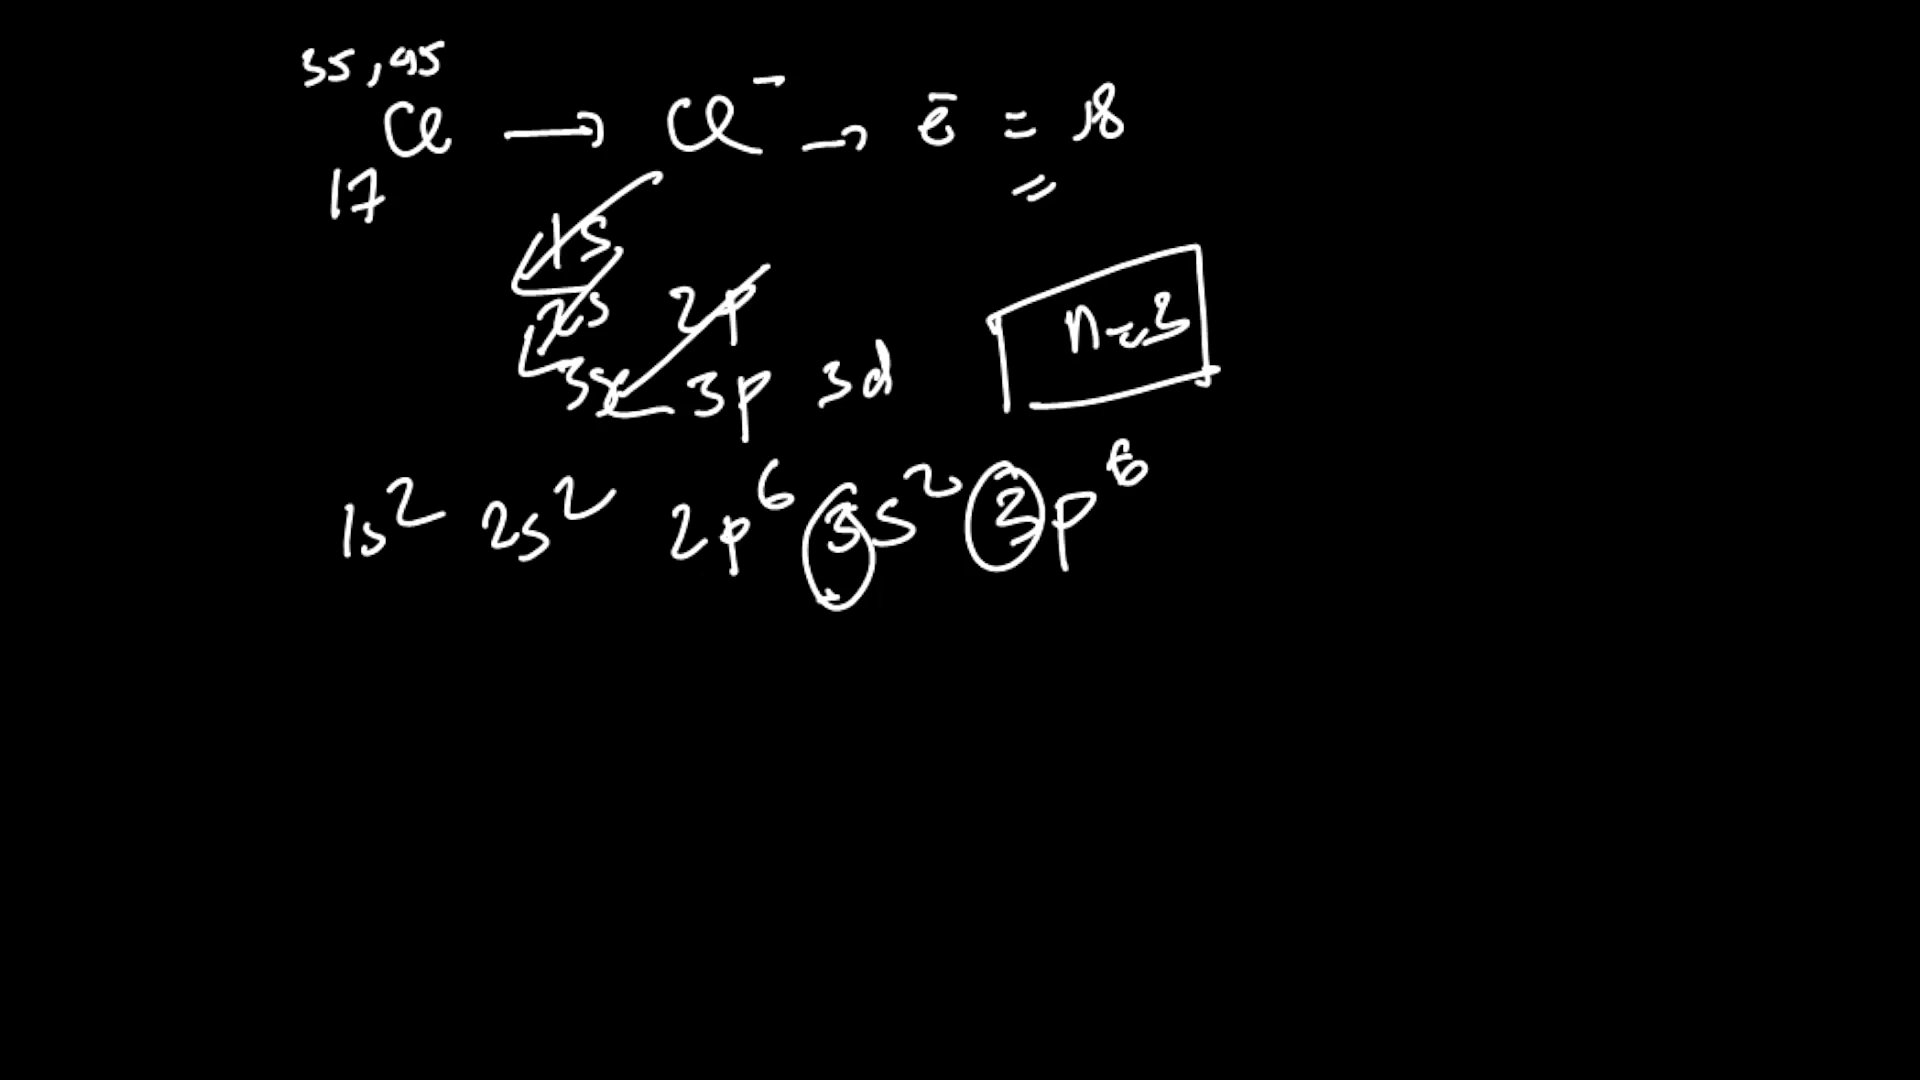 35,45
Cl → Cl⁻ → ē = 18
17
1s
2s 2p
3s 3p 3d
n=3
1s² 2s² 2p⁶ 3s² 3p⁶